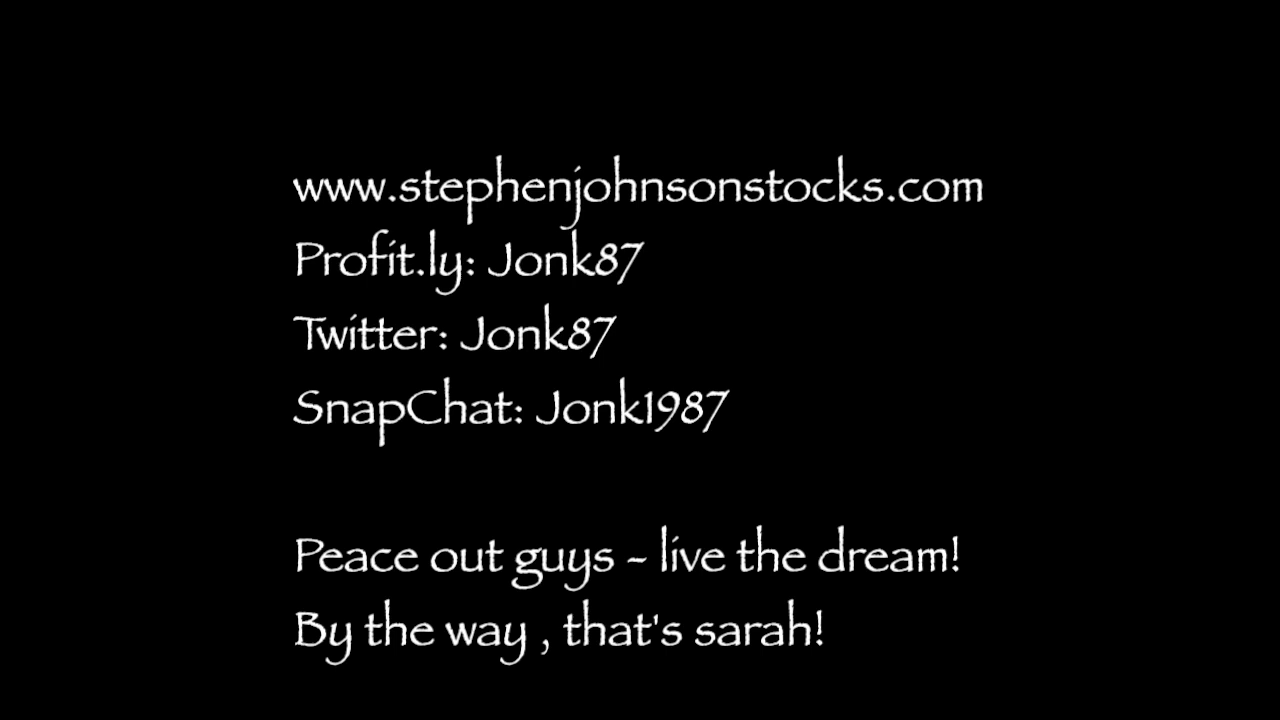 www.stephenjohnsonstocks.com
Profit.ly: Jonk87
Twitter: Jonk87
SnapChat: Jonk1987
Peace out guys - live the dream!
By the way , that's sarah!